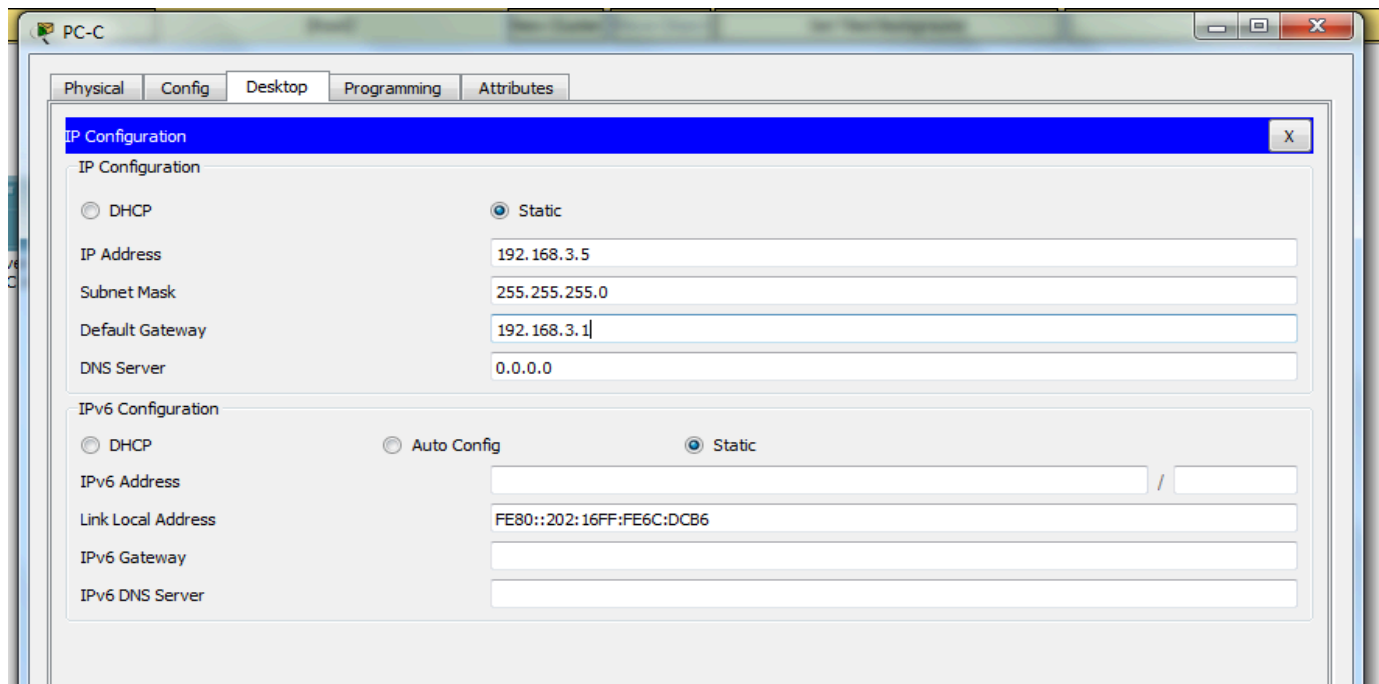 PC-C
Physical Config Desktop Programming Attributes
IP Configuration X
IP Configuration
DHCP Static
IP Address 192.168.3.5
Subnet Mask 255.255.255.0
Default Gateway 192.168.3.1
DNS Server 0.0.0.0
IPv6 Configuration
DHCP Auto Config Static
IPv6 Address /
Link Local Address FE80::202:16FF:FE6C:DCB6
IPv6 Gateway
IPv6 DNS Server